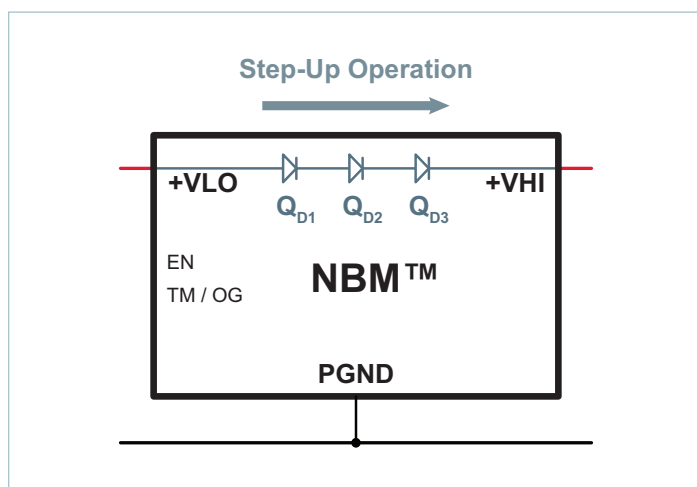 Step-Up Operation
+VLO
+VHI
QD1 QD2 QD3
EN
NBM™
TM / OG
PGND